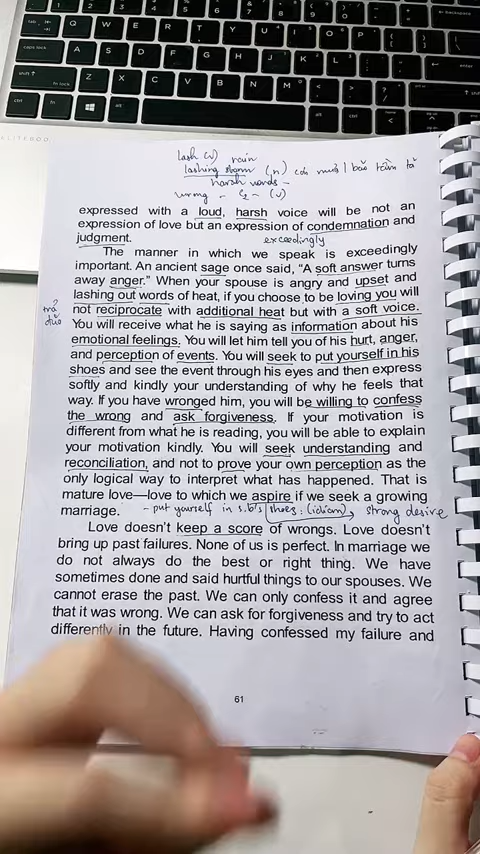 ELITEBOO
lash (v) rain
lashing storm (n)
harsh words -
expressed with a loud, harsh voice will be not an
expression of love but an expression of condemnation and
judgment.
exceedingly
The manner in which we speak is exceedingly
important. An ancient sage once said, “A soft answer turns
away anger.” When your spouse is angry and upset and
lashing out words of heat, if you choose to be loving you will
not reciprocate with additional heat but with a soft voice.
trả
đũa
You will receive what he is saying as information about his
emotional feelings. You will let him tell you of his hurt, anger,
and perception of events. You will seek to put yourself in his
shoes and see the event through his eyes and then express
softly and kindly your understanding of why he feels that
way. If you have wronged him, you will be willing to confess
the wrong and ask forgiveness. If your motivation is
different from what he is reading, you will be able to explain
your motivation kindly. You will seek understanding and
reconciliation, and not to prove your own perception as the
only logical way to interpret what has happened. That is
mature love—love to which we aspire if we seek a growing
marriage.
- put yourself in s.b's shoes: (idiom)
strong desire
Love doesn't keep a score of wrongs. Love doesn't
bring up past failures. None of us is perfect. In marriage we
do not always do the best or right thing. We have
sometimes done and said hurtful things to our spouses. We
cannot erase the past. We can only confess it and agree
that it was wrong. We can ask for forgiveness and try to act
differently in the future. Having confessed my failure and
61